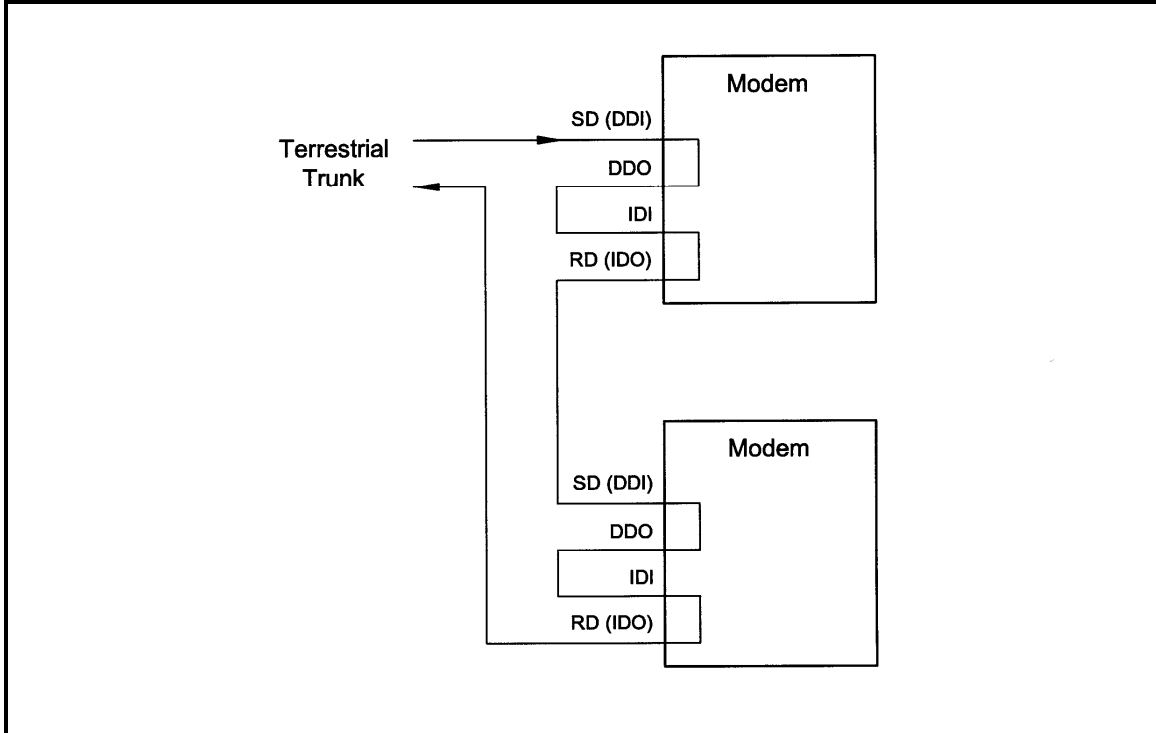 Modem
SD (DDI)
Terrestrial
Trunk
DDO
IDI
RD (IDO)
Modem
SD (DDI)
DDO
IDI
RD (IDO)